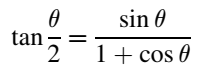 tan θ/2 = sin θ / (1 + cos θ)